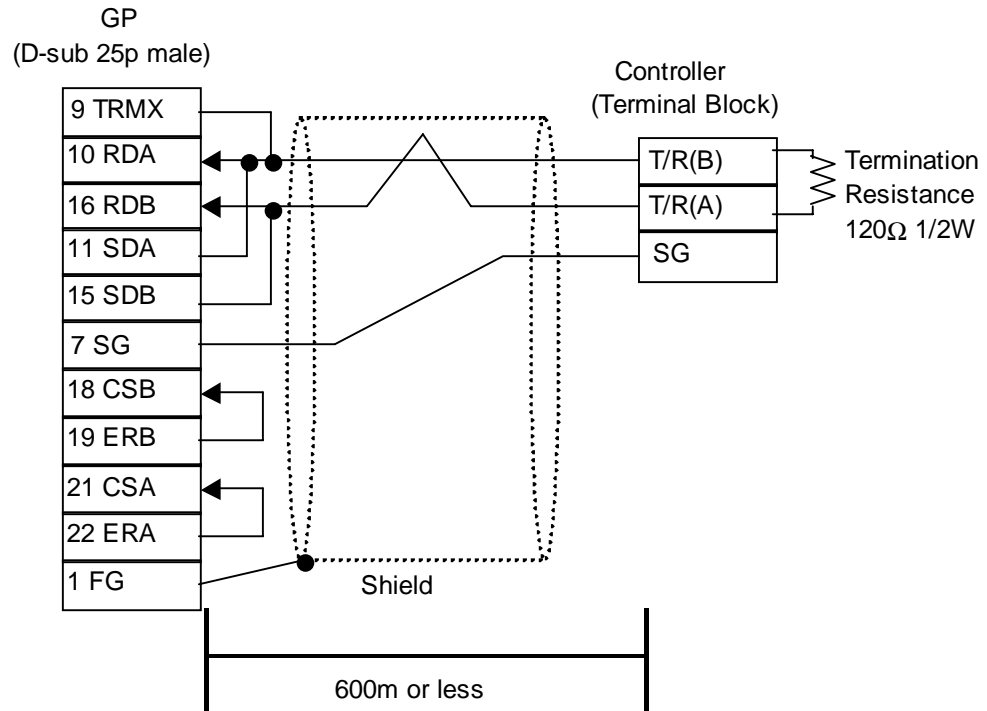 GP
(D-sub 25p male)
9 TRMX
10 RDA
16 RDB
11 SDA
15 SDB
7 SG
18 CSB
19 ERB
21 CSA
22 ERA
1 FG
Shield
Controller
(Terminal Block)
T/R(B)
T/R(A)
SG
Termination
Resistance
120Ω 1/2W
600m or less